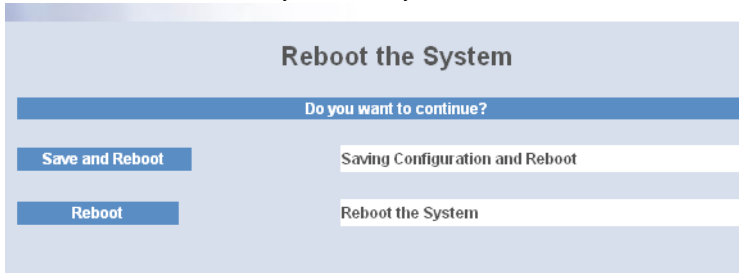 Reboot the System
Do you want to continue?
Save and Reboot Saving Configuration and Reboot
Reboot Reboot the System